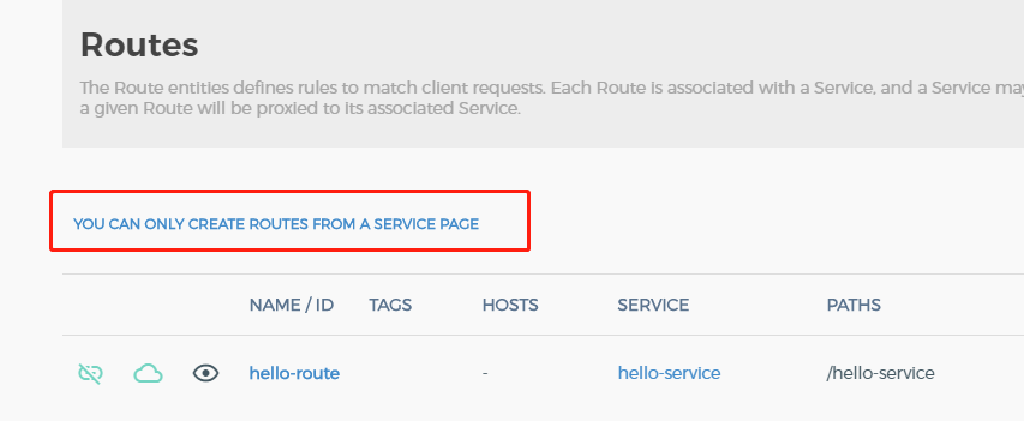 Routes
The Route entities defines rules to match client requests. Each Route is associated with a Service, and a Service may
a given Route will be proxied to its associated Service.
YOU CAN ONLY CREATE ROUTES FROM A SERVICE PAGE
NAME / ID TAGS HOSTS SERVICE PATHS
hello-route - hello-service /hello-service